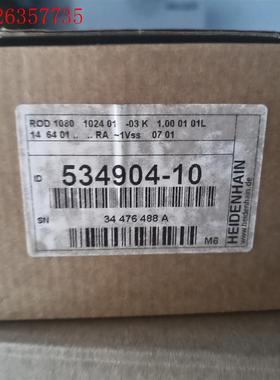 26357735
ROD 1080 1024 01 -03 K 1.00 01 01L
14 64 01 .. .. RA ~1Vss 07 01
ID 534904-10
SN 34 476 488 A
M6
HEIDENHAIN
www.heidenhain.de